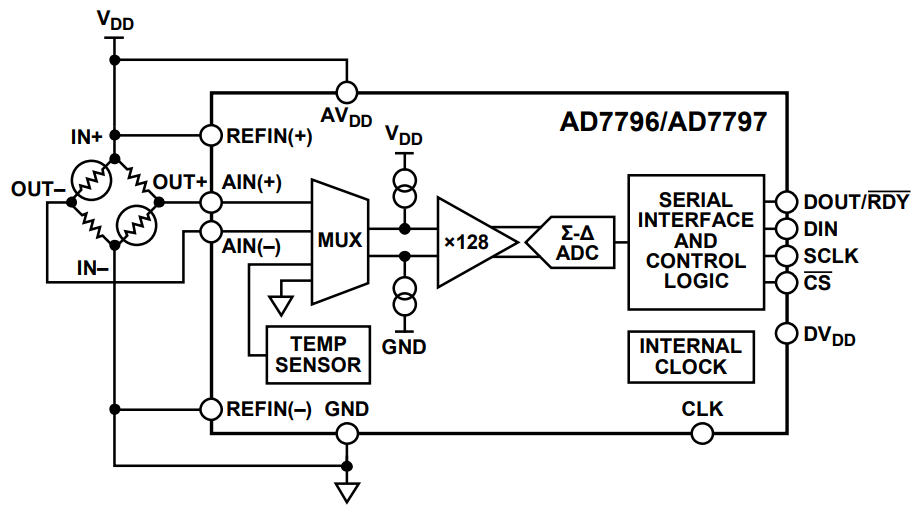 VDD
AVDD
AD7796/AD7797
IN+
REFIN(+)
VDD
OUT–
OUT+
AIN(+)
AIN(–)
IN–
MUX
×128
Σ-Δ
ADC
SERIAL
INTERFACE
AND
CONTROL
LOGIC
DOUT/RDY
DIN
SCLK
CS
TEMP
SENSOR
GND
INTERNAL
CLOCK
DVDD
REFIN(–)
GND
CLK